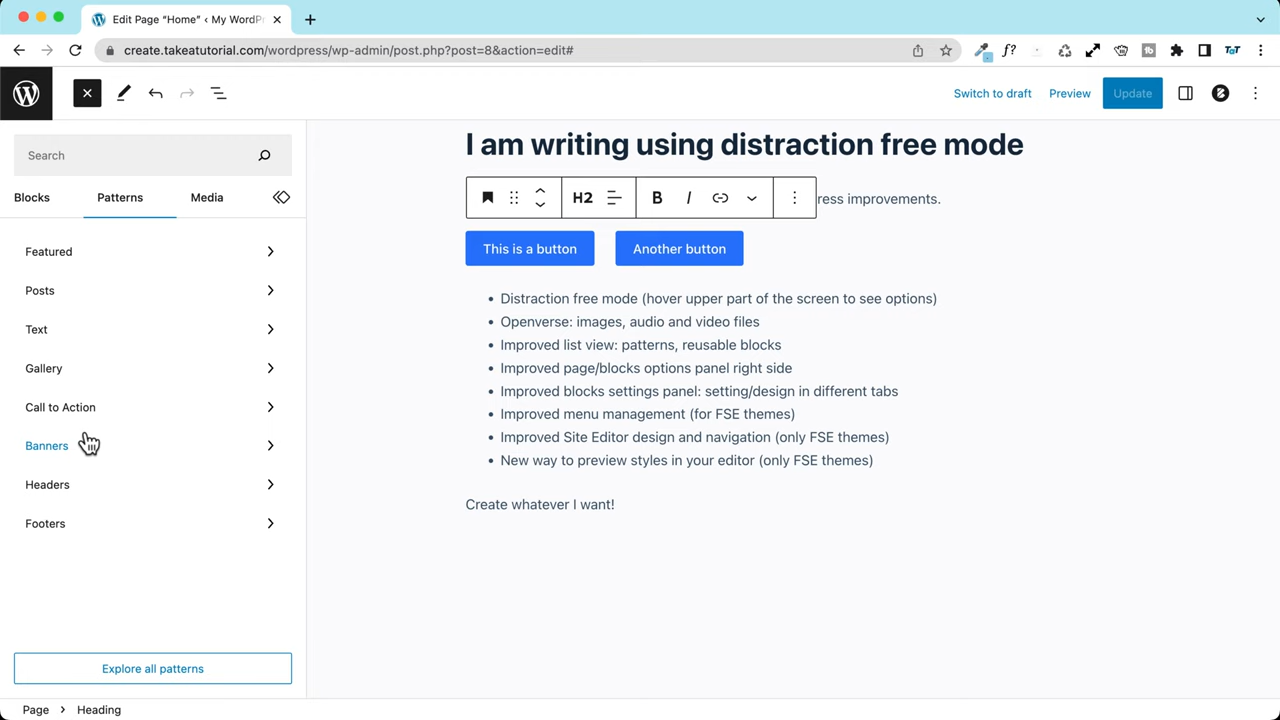 Edit Page "Home" ‹ My WordPr
create.takeatutorial.com/wordpress/wp-admin/post.php?post=8&action=edit#
f?
tb
TaT
Switch to draft
Preview
Update
Search
Blocks
Patterns
Media
Featured
Posts
Text
Gallery
Call to Action
Banners
Headers
Footers
Explore all patterns
I am writing using distraction free mode
H2
B
I
ress improvements.
This is a button
Another button
• Distraction free mode (hover upper part of the screen to see options)
• Openverse: images, audio and video files
• Improved list view: patterns, reusable blocks
• Improved page/blocks options panel right side
• Improved blocks settings panel: setting/design in different tabs
• Improved menu management (for FSE themes)
• Improved Site Editor design and navigation (only FSE themes)
• New way to preview styles in your editor (only FSE themes)
Create whatever I want!
Page > Heading